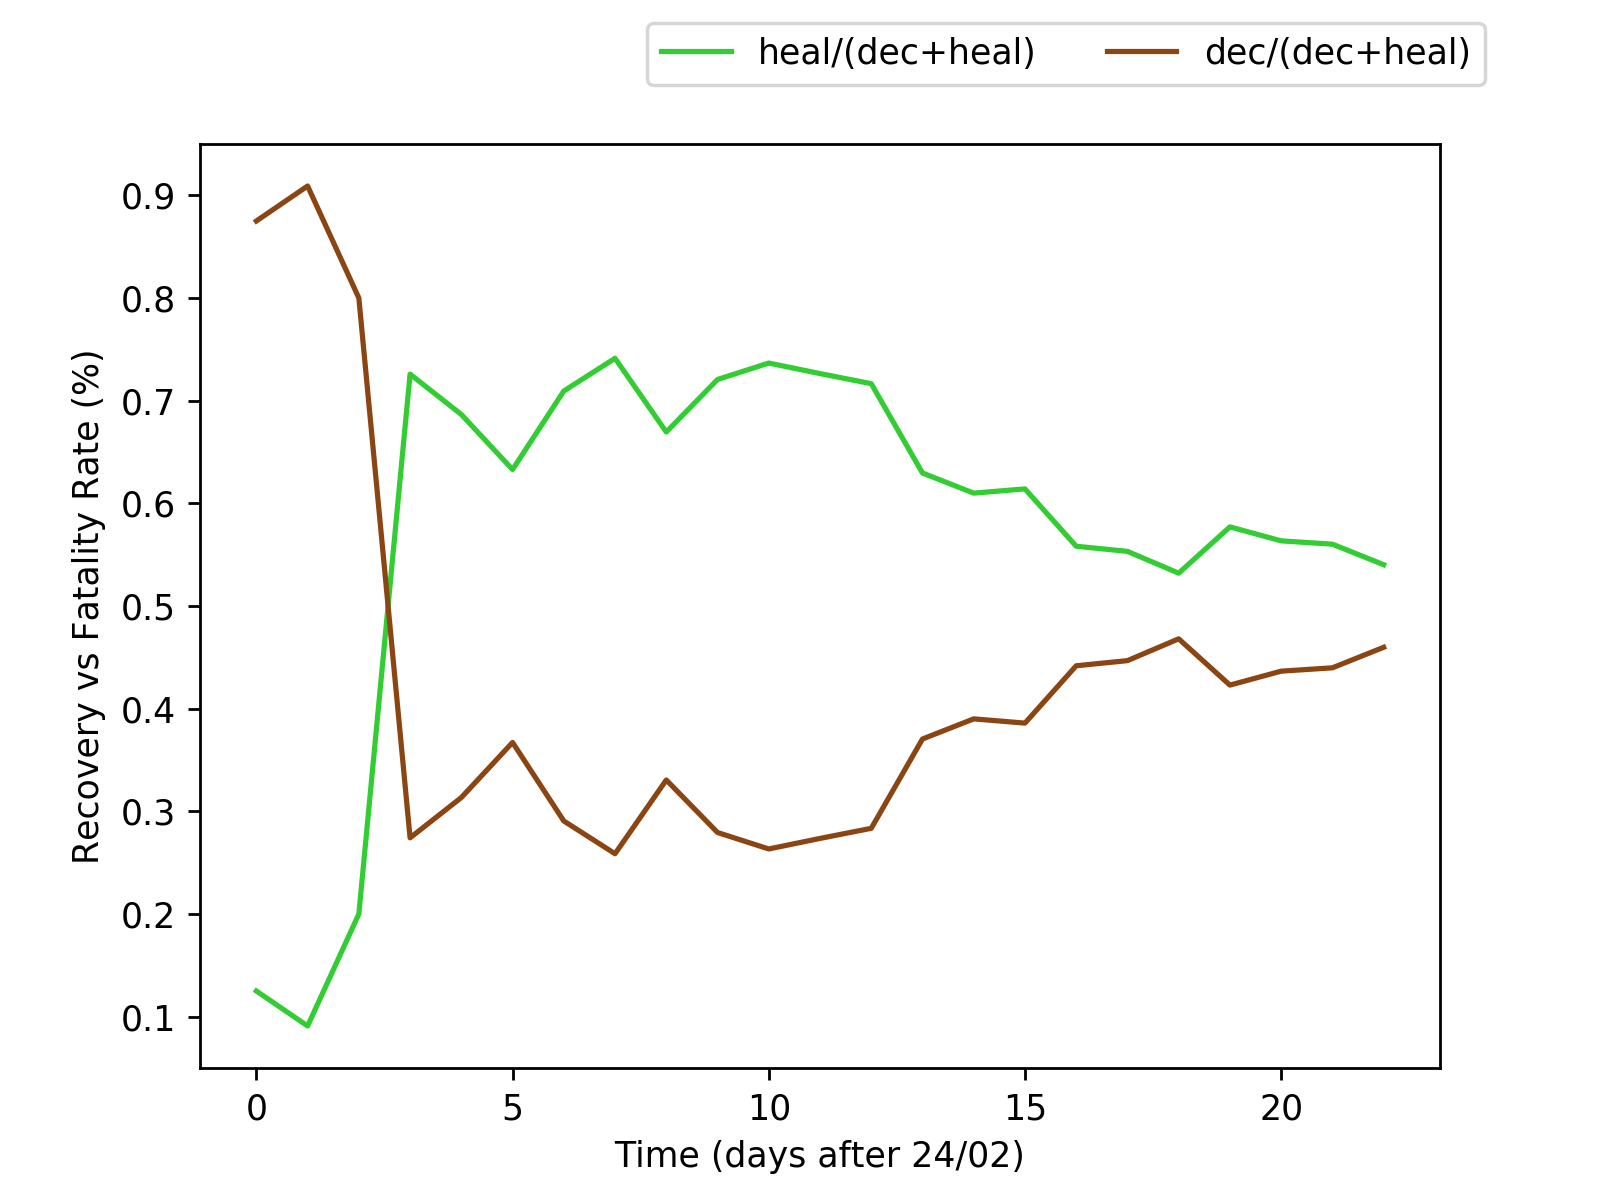 heal/(dec+heal) dec/(dec+heal)
Recovery vs Fatality Rate (%)
0.9
0.8
0.7
0.6
0.5
0.4
0.3
0.2
0.1
0 5 10 15 20
Time (days after 24/02)